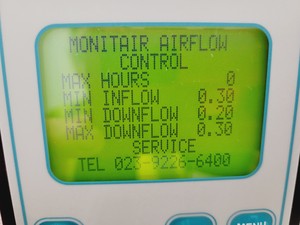 MONITAIR AIRFLOW
CONTROL
MAX HOURS 0
MIN INFLOW 0.30
MIN DOWNFLOW 0.20
MAX DOWNFLOW 0.30
SERVICE
TEL 023-9226-6400
MENU